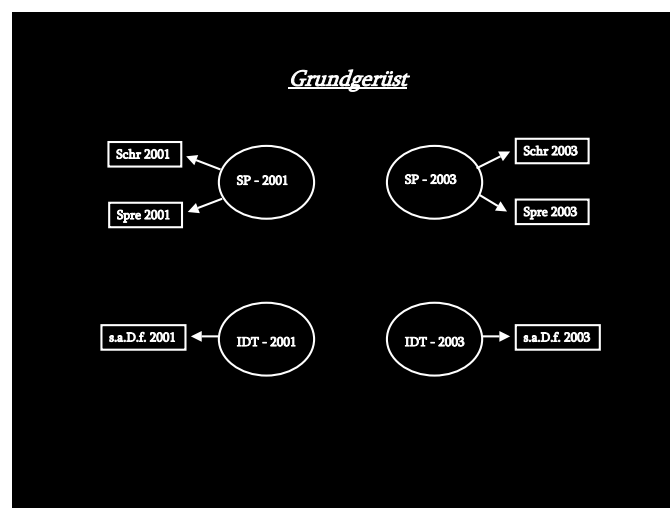 Grundgerüst
Schr 2001
SP - 2001
Spre 2001
SP - 2003
Schr 2003
Spre 2003
s.a.D.f. 2001
IDT - 2001
IDT - 2003
s.a.D.f. 2003